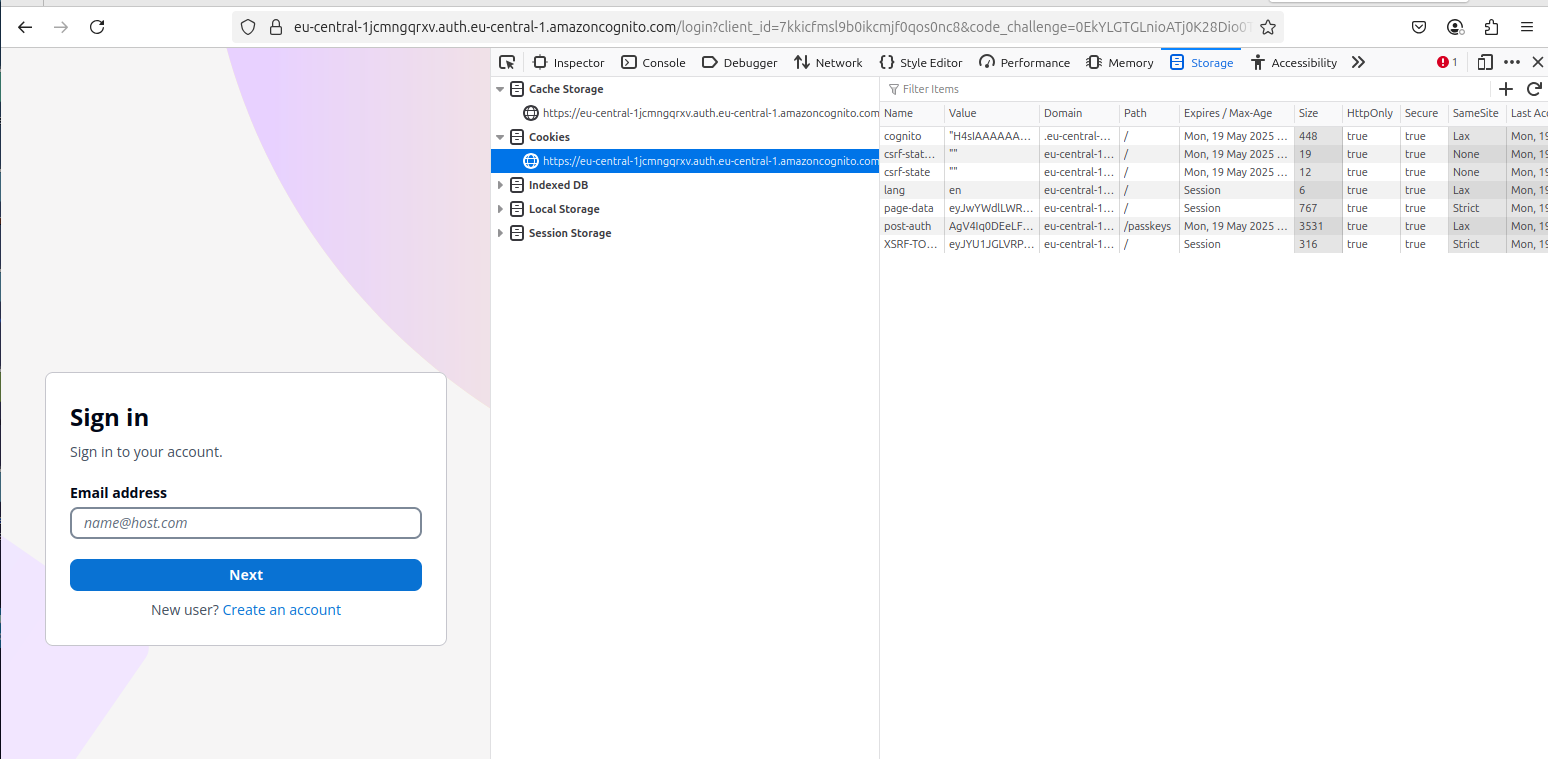 eu-central-1jcmngqrxv.auth.eu-central-1.amazoncognito.com/login?client_id=7kkicfmsl9b0ikcmjf0qos0nc8&code_challenge=0EkYLGTGLnioATj0K28Dio0T
Inspector Console Debugger Network Style Editor Performance Memory Storage Accessibility 1
Cache Storage
https://eu-central-1jcmngqrxv.auth.eu-central-1.amazoncognito.com
Cookies
https://eu-central-1jcmngqrxv.auth.eu-central-1.amazoncognito.com
Indexed DB
Local Storage
Session Storage
Filter Items
Name Value Domain Path Expires / Max-Age Size HttpOnly Secure SameSite Last Acc
cognito "H4sIAAAAAA... .eu-central-... / Mon, 19 May 2025 ... 448 true true Lax Mon, 19
csrf-stat... "" eu-central-1... / Mon, 19 May 2025 ... 19 true true None Mon, 19
csrf-state "" eu-central-1... / Mon, 19 May 2025 ... 12 true true None Mon, 19
lang en eu-central-1... / Session 6 true true Lax Mon, 19
page-data eyJwYWdlLWR... eu-central-1... / Session 767 true true Strict Mon, 19
post-auth AgV4Iq0DEeLF... eu-central-1... /passkeys Mon, 19 May 2025 ... 3531 true true Lax Mon, 19
XSRF-TO... eyJYU1JGLVRP... eu-central-1... / Session 316 true true Strict Mon, 19
Sign in
Sign in to your account.
Email address
name@host.com
Next
New user? Create an account